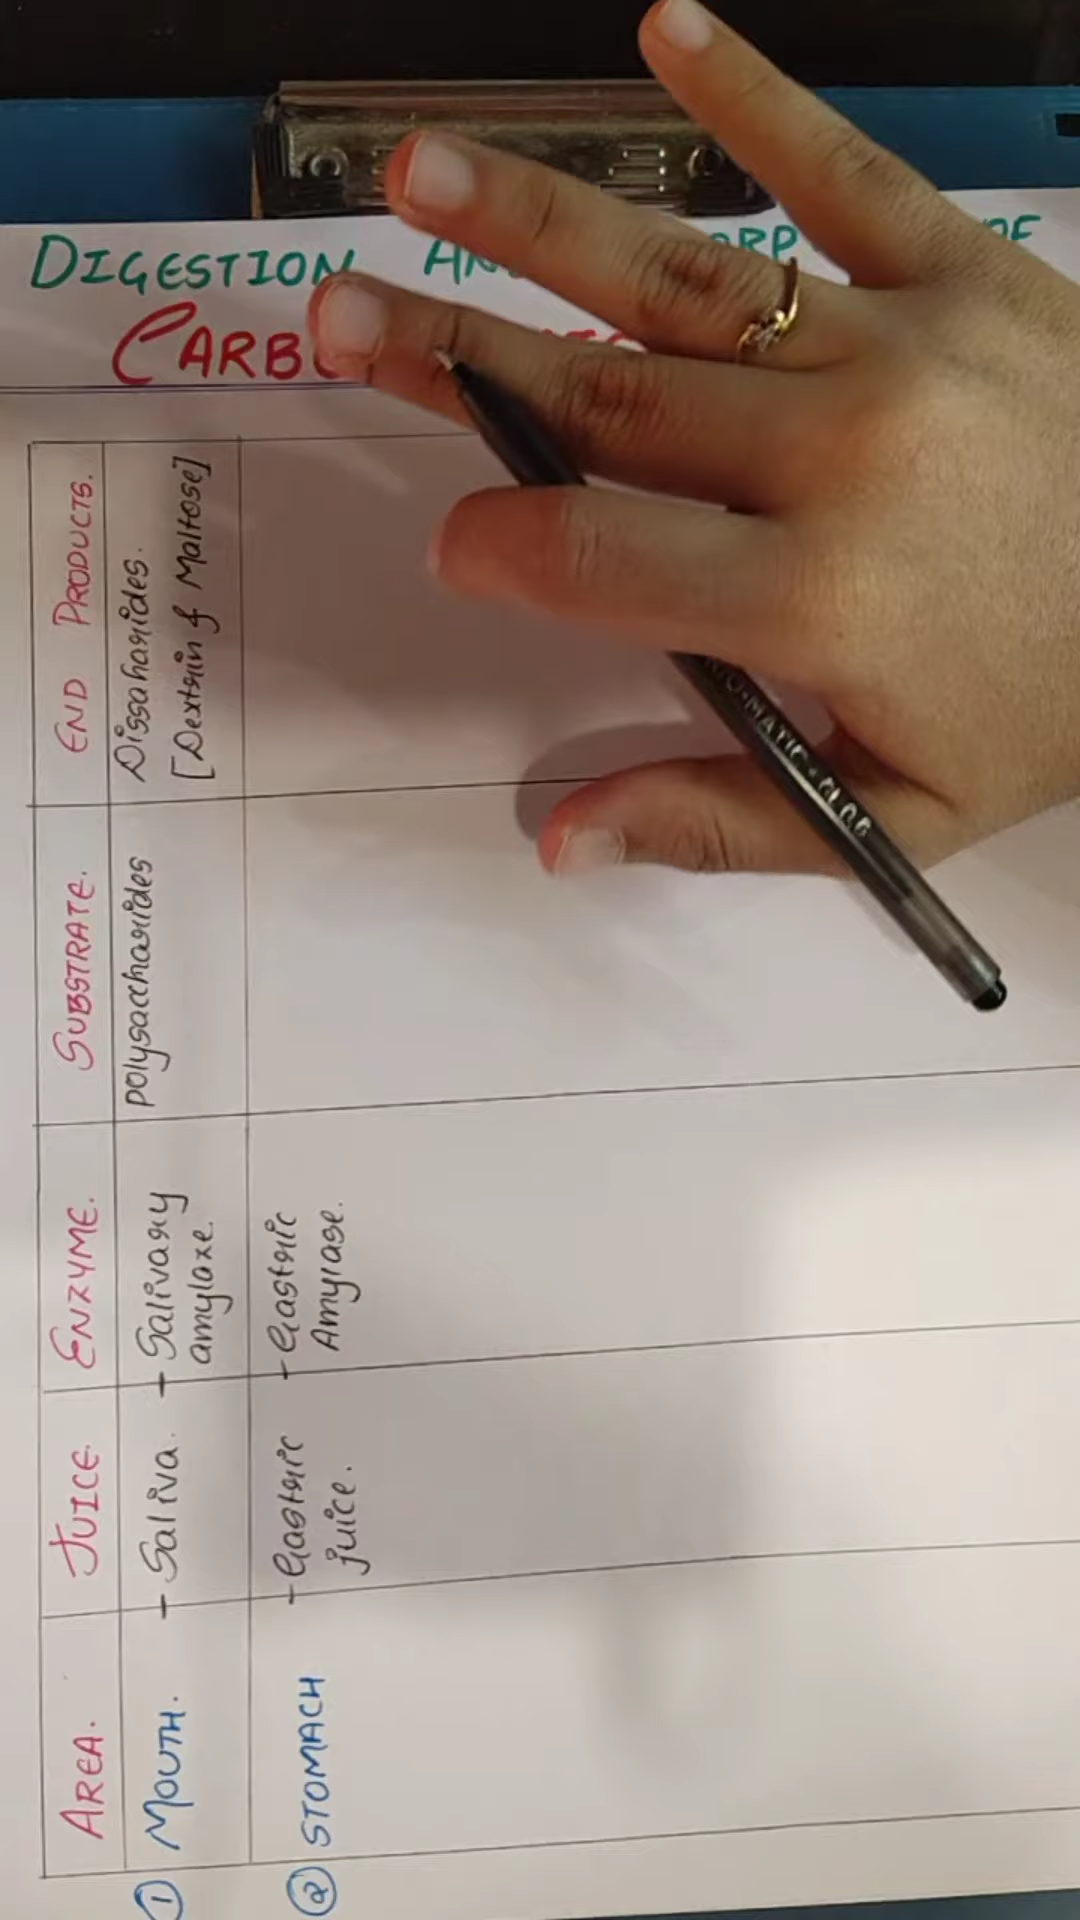 DIGESTION
CARB
AREA.
JUICE
ENZYME.
SUBSTRATE.
END PRODUCTS.
① MOUTH.
- Saliva.
- Salivary
amylaxe.
polysaccharides
Dissaharides.
[Dextrin & Maltose]
② STOMACH
- Gastric
juice.
- Gastric
Amylase.